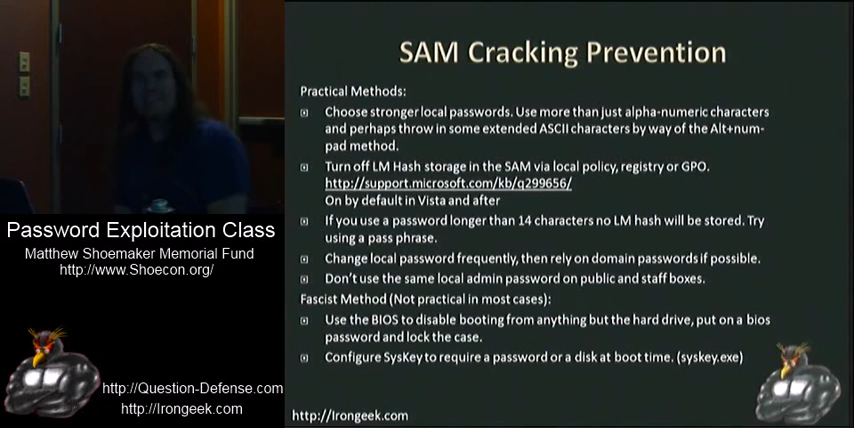 SAM Cracking Prevention
Practical Methods:
Choose stronger local passwords. Use more than just alpha-numeric characters
and perhaps throw in some extended ASCII characters by way of the Alt+num-
pad method.
Turn off LM Hash storage in the SAM via local policy, registry or GPO.
http://support.microsoft.com/kb/q299656/
On by default in Vista and after
If you use a password longer than 14 characters no LM hash will be stored. Try
using a pass phrase.
Change local password frequently, then rely on domain passwords if possible.
Don't use the same local admin password on public and staff boxes.
Fascist Method (Not practical in most cases):
Use the BIOS to disable booting from anything but the hard drive, put on a bios
password and lock the case.
Configure SysKey to require a password or a disk at boot time. (syskey.exe)
http://Irongeek.com
Password Exploitation Class
Matthew Shoemaker Memorial Fund
http://www.Shoecon.org/
http://Question-Defense.com
http://Irongeek.com